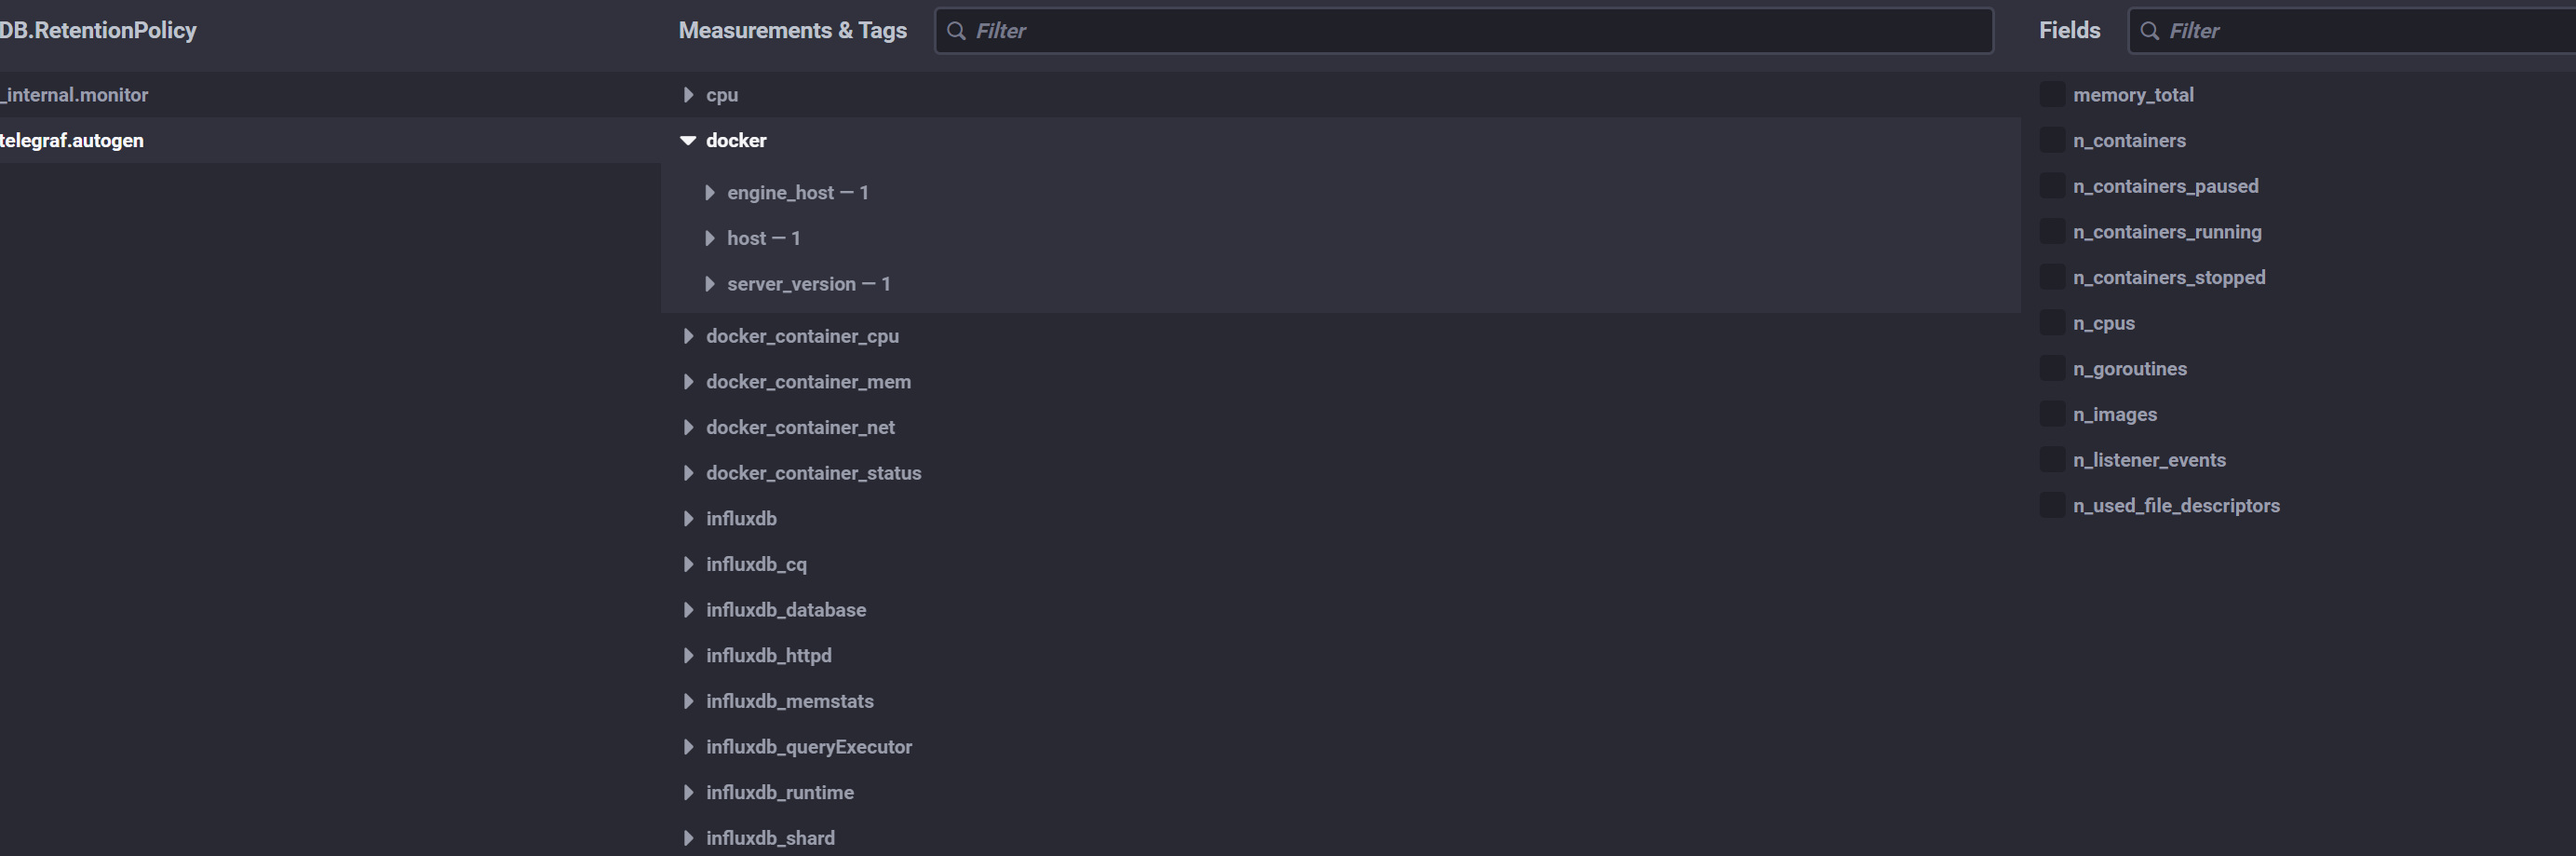 DB.RetentionPolicy
_internal.monitor
telegraf.autogen
Measurements & Tags
Filter
cpu
docker
engine_host — 1
host — 1
server_version — 1
docker_container_cpu
docker_container_mem
docker_container_net
docker_container_status
influxdb
influxdb_cq
influxdb_database
influxdb_httpd
influxdb_memstats
influxdb_queryExecutor
influxdb_runtime
influxdb_shard
Fields
Filter
memory_total
n_containers
n_containers_paused
n_containers_running
n_containers_stopped
n_cpus
n_goroutines
n_images
n_listener_events
n_used_file_descriptors